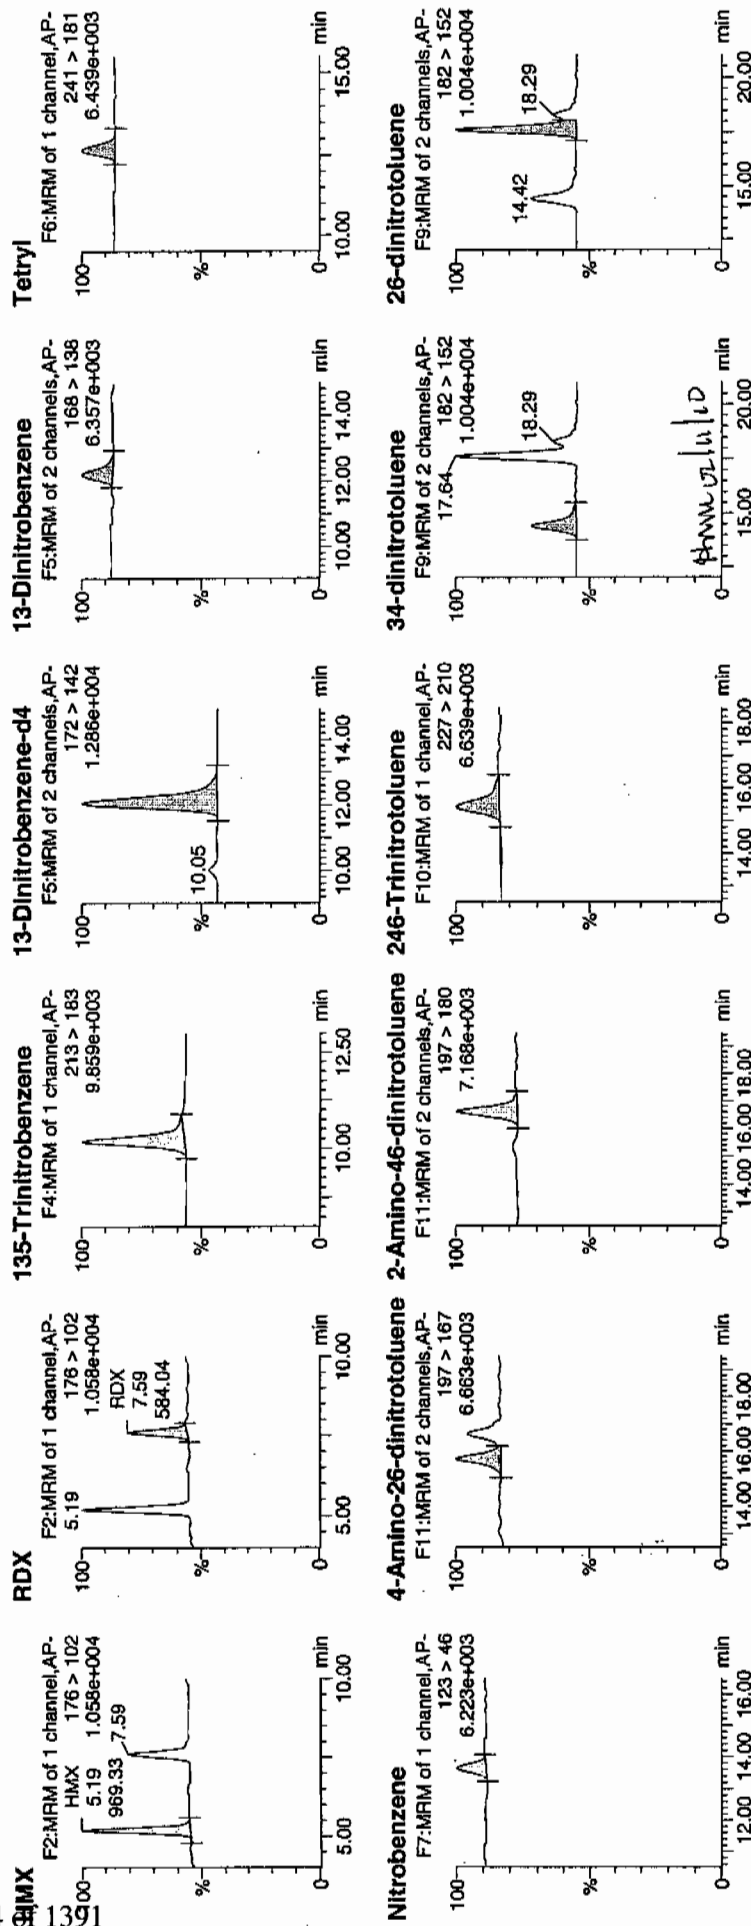 HMX
F2:MRM of 1 channel,AP-
176 > 102
1.058e+004
HMX
5.19
969.33
7.59
100
%
0
5.00
10.00
min
RDX
F2:MRM of 1 channel,AP-
176 > 102
1.058e+004
5.19
RDX
7.59
584.04
100
%
0
5.00
10.00
min
135-Trinitrobenzene
F4:MRM of 1 channel,AP-
213 > 183
9.859e+003
100
%
0
10.00
12.50
min
13-Dinitrobenzene-d4
F5:MRM of 2 channels,AP-
172 > 142
1.286e+004
10.05
100
%
0
10.00
12.00
14.00
min
13-Dinitrobenzene
F5:MRM of 2 channels,AP-
168 > 138
6.357e+003
100
%
0
10.00
12.00
14.00
min
Tetryl
F6:MRM of 1 channel,AP-
241 > 181
6.439e+003
100
%
0
10.00
15.00
min
Nitrobenzene
F7:MRM of 1 channel,AP-
123 > 46
6.223e+003
100
%
0
12.00
14.00
16.00
min
4-Amino-26-dinitrotoluene
F11:MRM of 2 channels,AP-
197 > 167
6.663e+003
100
%
0
14.00
16.00
18.00
min
2-Amino-46-dinitrotoluene
F11:MRM of 2 channels,AP-
197 > 180
7.168e+003
100
%
0
14.00
16.00
18.00
min
246-Trinitrotoluene
F10:MRM of 1 channel,AP-
227 > 210
6.639e+003
100
%
0
14.00
16.00
18.00
min
34-dinitrotoluene
F9:MRM of 2 channels,AP-
182 > 152
1.004e+004
17.64
18.29
100
%
0
15.00
20.00
min
26-dinitrotoluene
F9:MRM of 2 channels,AP-
182 > 152
1.004e+004
14.42
18.29
100
%
0
15.00
20.00
min
1391